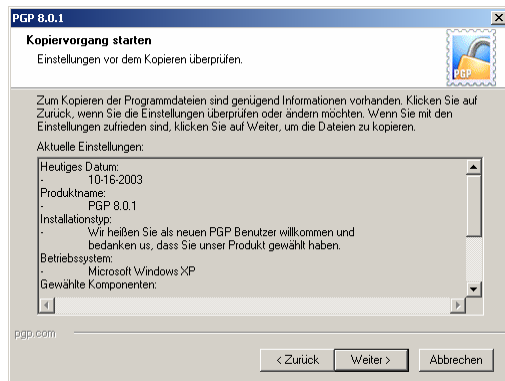 PGP 8.0.1
Kopiervorgang starten
Einstellungen vor dem Kopieren überprüfen.
PGP
Zum Kopieren der Programmdateien sind genügend Informationen vorhanden. Klicken Sie auf
Zurück, wenn Sie die Einstellungen überprüfen oder ändern möchten. Wenn Sie mit den
Einstellungen zufrieden sind, klicken Sie auf Weiter, um die Dateien zu kopieren.
Aktuelle Einstellungen:
Heutiges Datum:
- 10-16-2003
Produktname:
- PGP 8.0.1
Installationstyp:
- Wir heißen Sie als neuen PGP Benutzer willkommen und
bedanken us, dass Sie unser Produkt gewählt haben.
Betriebssystem:
- Microsoft Windows XP
Gewählte Komponenten:
pgp.com
< Zurück Weiter > Abbrechen